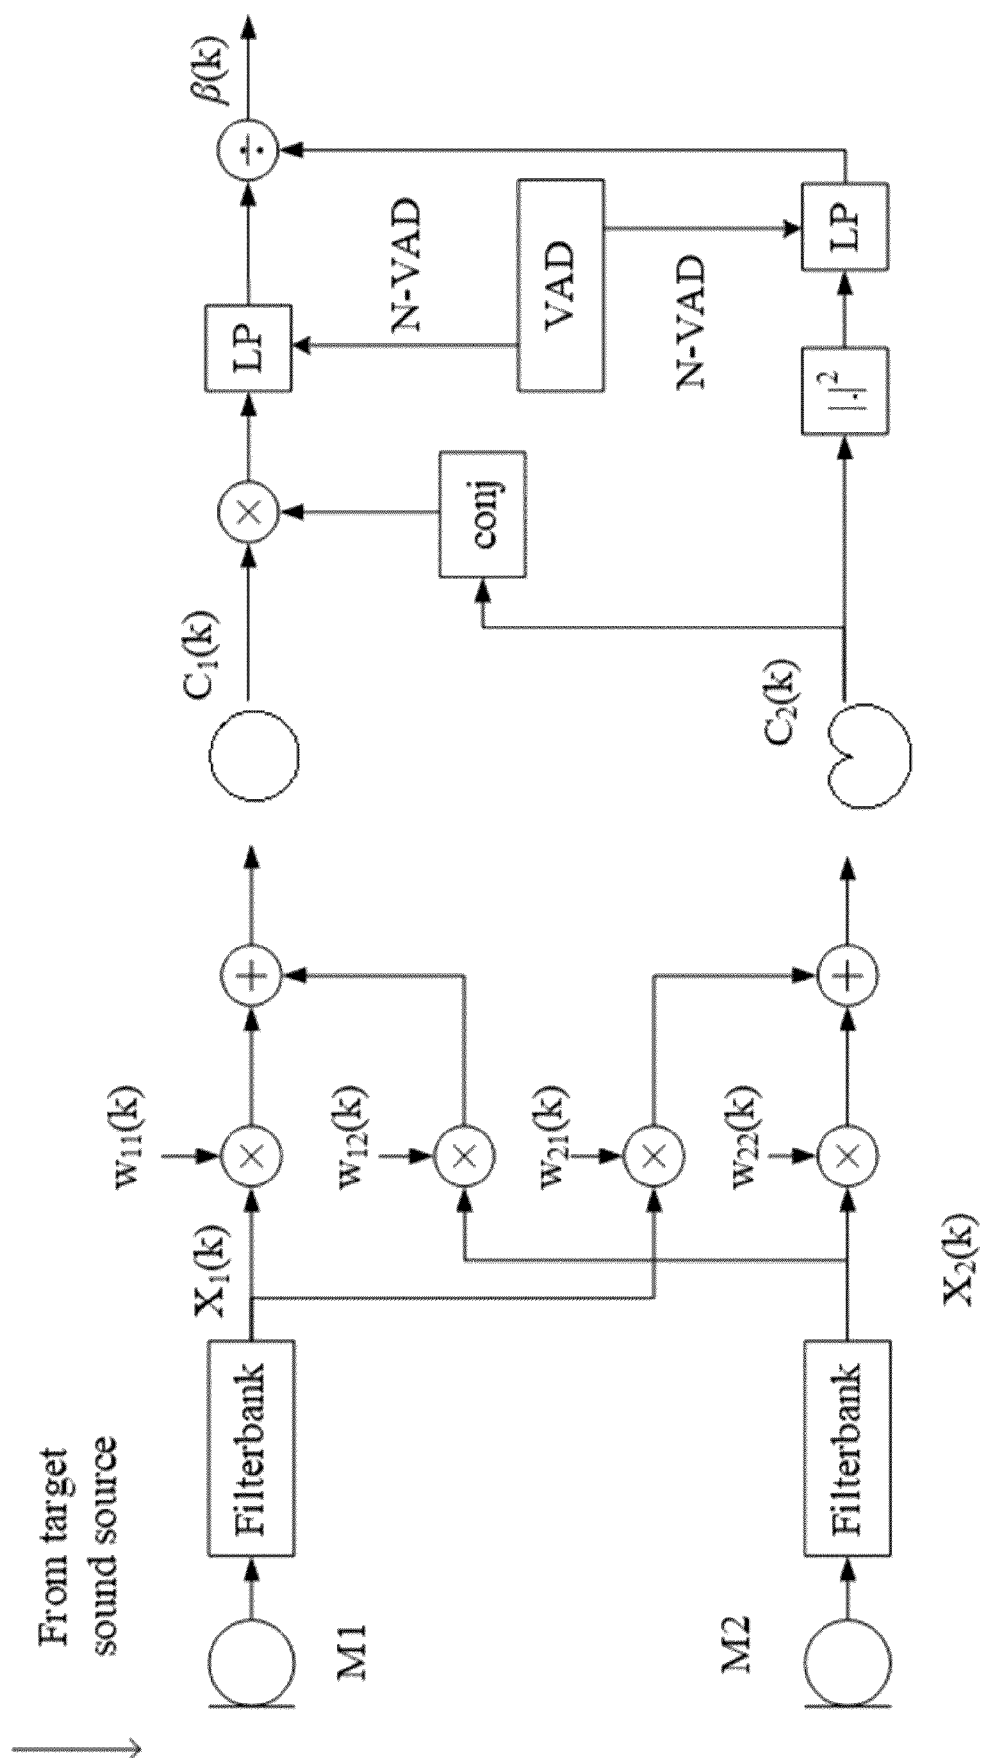 From target
sound source
M1
M2
Filterbank
Filterbank
X₁(k)
X₂(k)
w₁₁(k)
w₁₂(k)
w₂₁(k)
w₂₂(k)
×
×
×
×
+
+
C₁(k)
C₂(k)
×
conj
|.|²
LP
N-VAD
VAD
N-VAD
LP
÷
β(k)